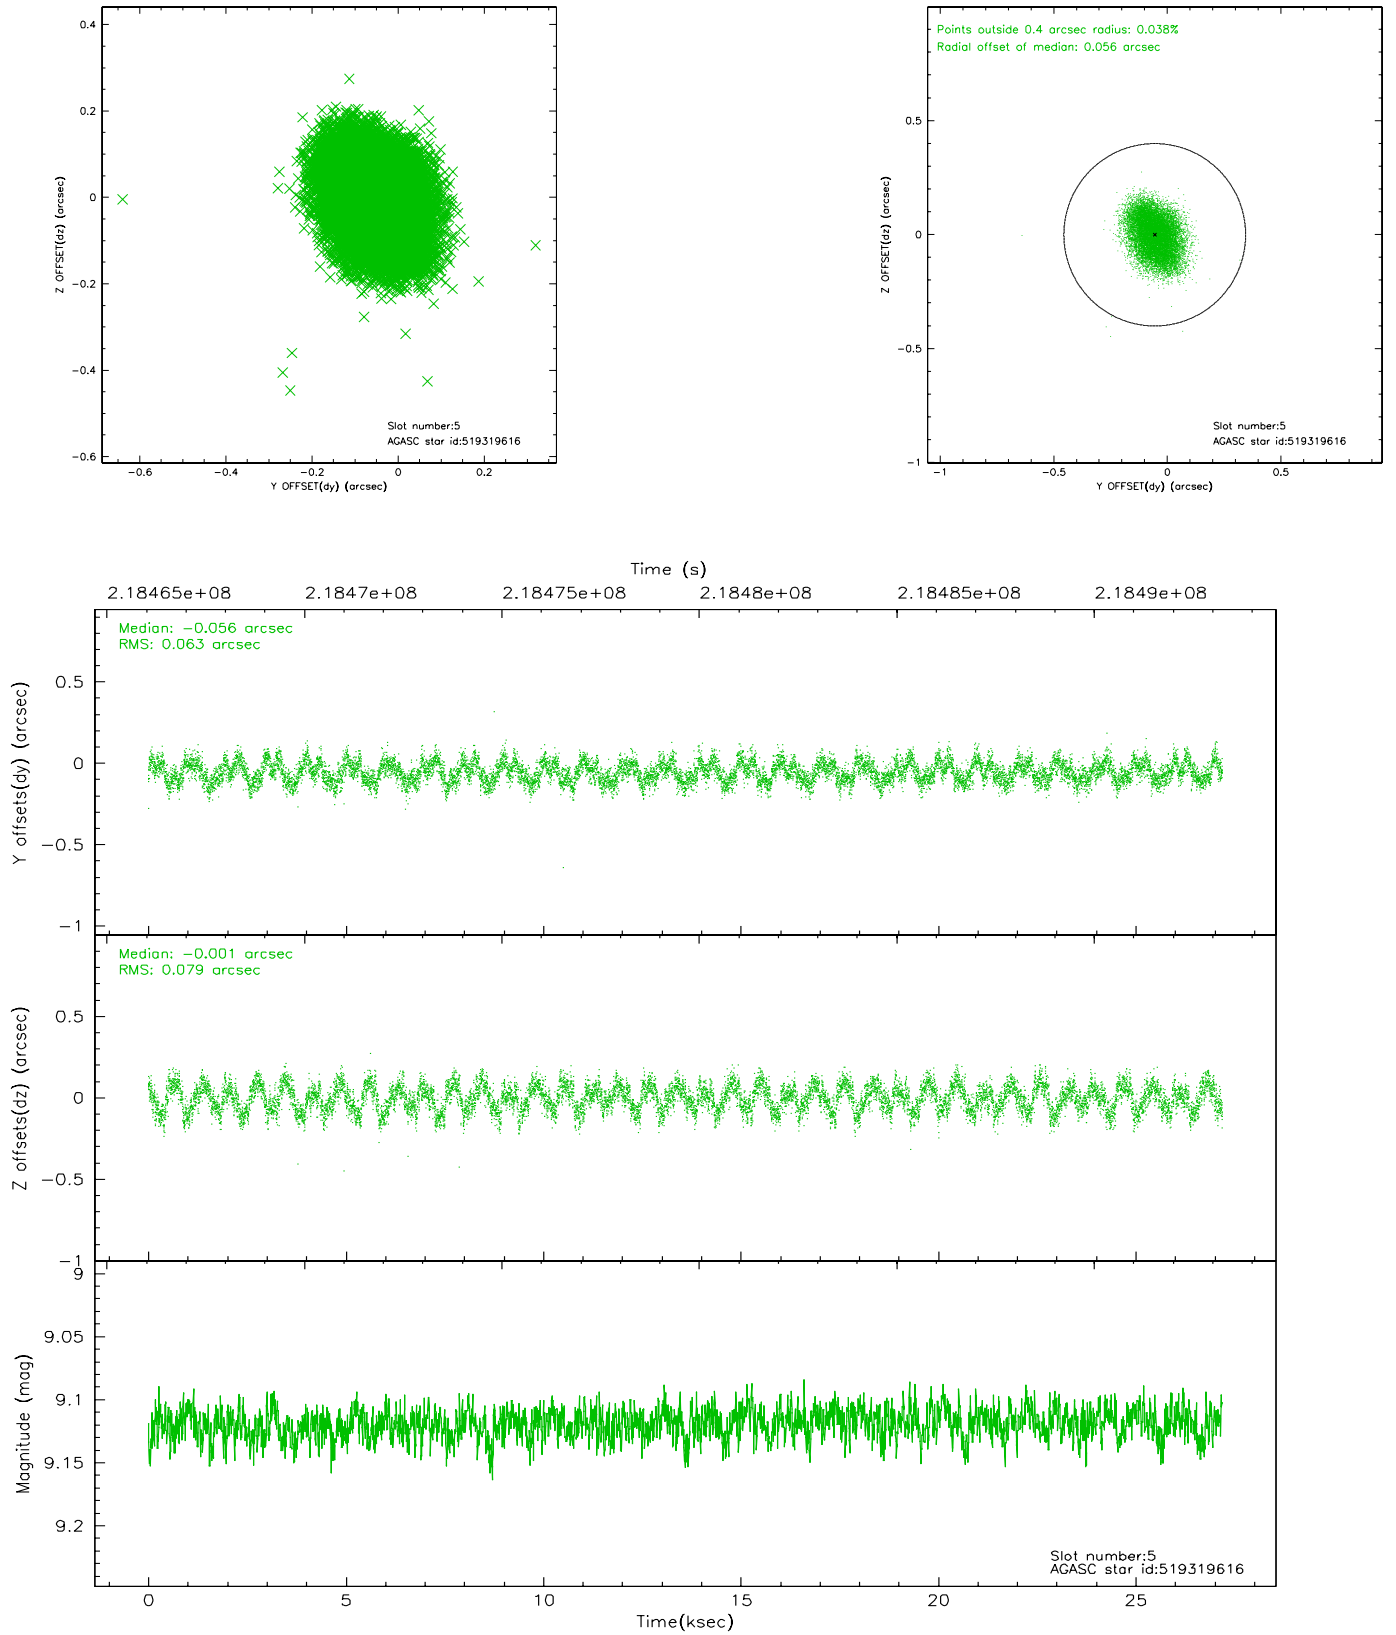 0.4
0.2
0
−0.2
−0.4
−0.6
−0.6
−0.4
−0.2
0
0.2
Z OFFSET(dz) (arcsec)
Y OFFSET(dy) (arcsec)
Slot number:5
AGASC star id:519319616
Points outside 0.4 arcsec radius: 0.038%
Radial offset of median: 0.056 arcsec
0.5
0
−0.5
−1
−1
−0.5
0
0.5
Z OFFSET(dz) (arcsec)
Y OFFSET(dy) (arcsec)
Slot number:5
AGASC star id:519319616
Time (s)
2.18465e+08
2.1847e+08
2.18475e+08
2.1848e+08
2.18485e+08
2.1849e+08
Median: −0.056 arcsec
RMS: 0.063 arcsec
0.5
0
−0.5
−1
Y offsets(dy) (arcsec)
Median: −0.001 arcsec
RMS: 0.079 arcsec
0.5
0
−0.5
−1
Z offsets(dz) (arcsec)
9
9.05
9.1
9.15
9.2
Magnitude (mag)
Slot number:5
AGASC star id:519319616
0
5
10
15
20
25
Time(ksec)